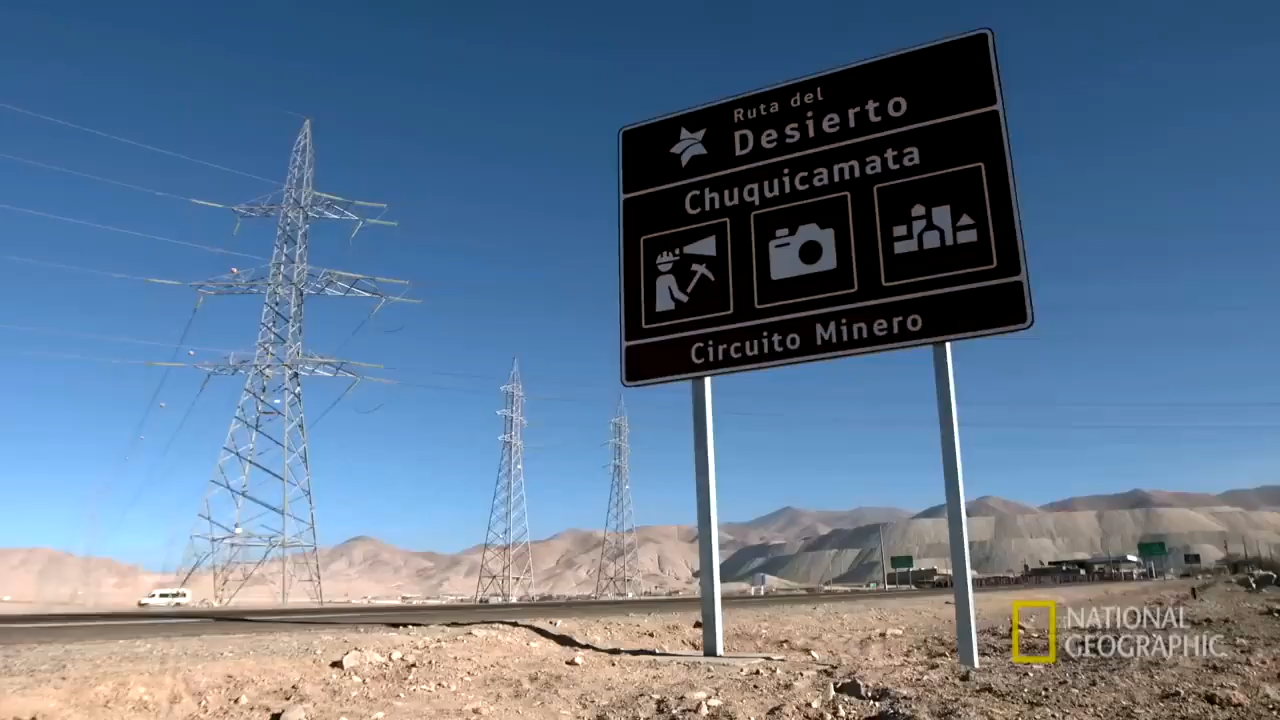 Ruta del
Desierto
Chuquicamata
Circuito Minero
NATIONAL
GEOGRAPHIC